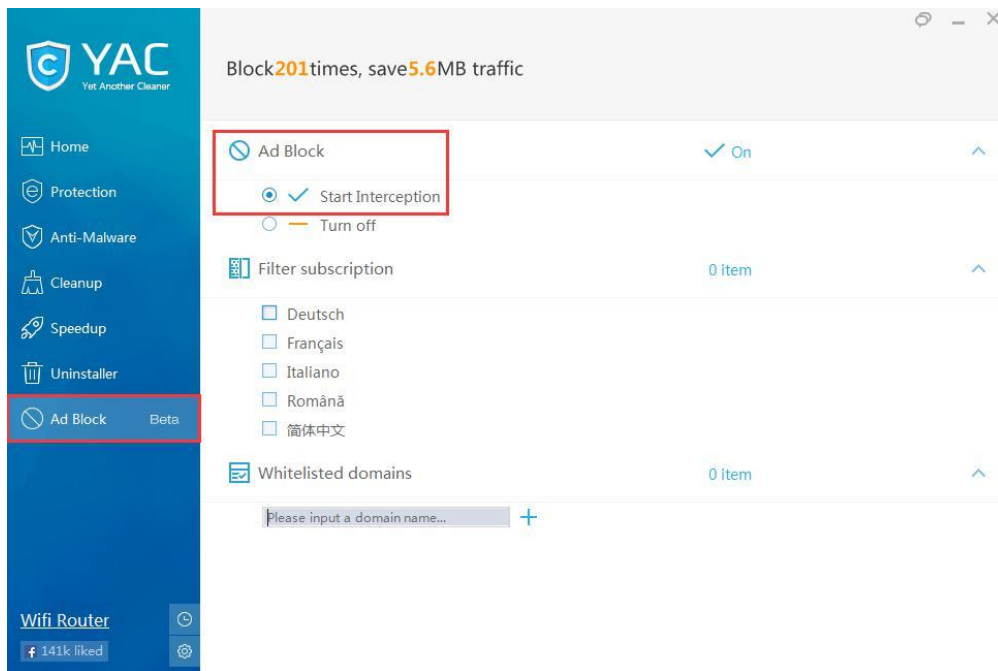 YAC
Yet Another Cleaner
Block201times, save5.6MB traffic
Home
Protection
Anti-Malware
Cleanup
Speedup
Uninstaller
Ad Block Beta
Wifi Router
f 141k liked
Ad Block On
Start Interception
Turn off
Filter subscription 0 item
Deutsch
Français
Italiano
Română
简体中文
Whitelisted domains 0 item
Please input a domain name...